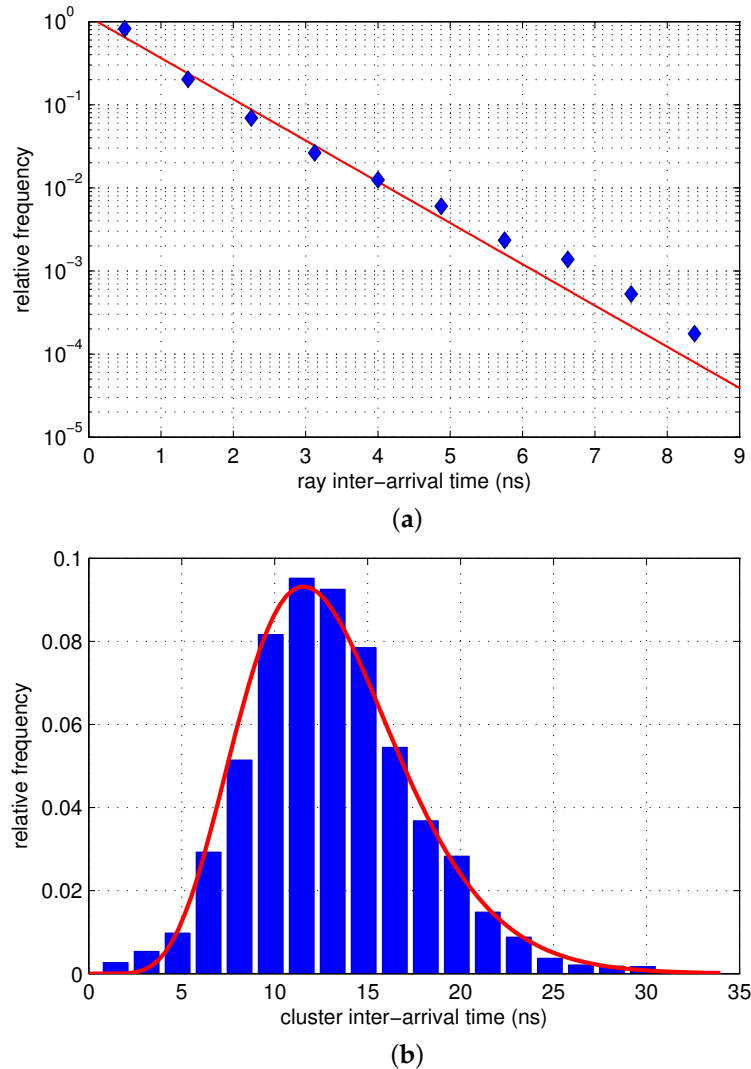 10^0
10^−1
10^−2
10^−3
10^−4
10^−5
relative frequency
0 1 2 3 4 5 6 7 8 9
ray inter−arrival time (ns)
(a)
0.1
0.08
0.06
0.04
0.02
0
relative frequency
0 5 10 15 20 25 30 35
cluster inter−arrival time (ns)
(b)